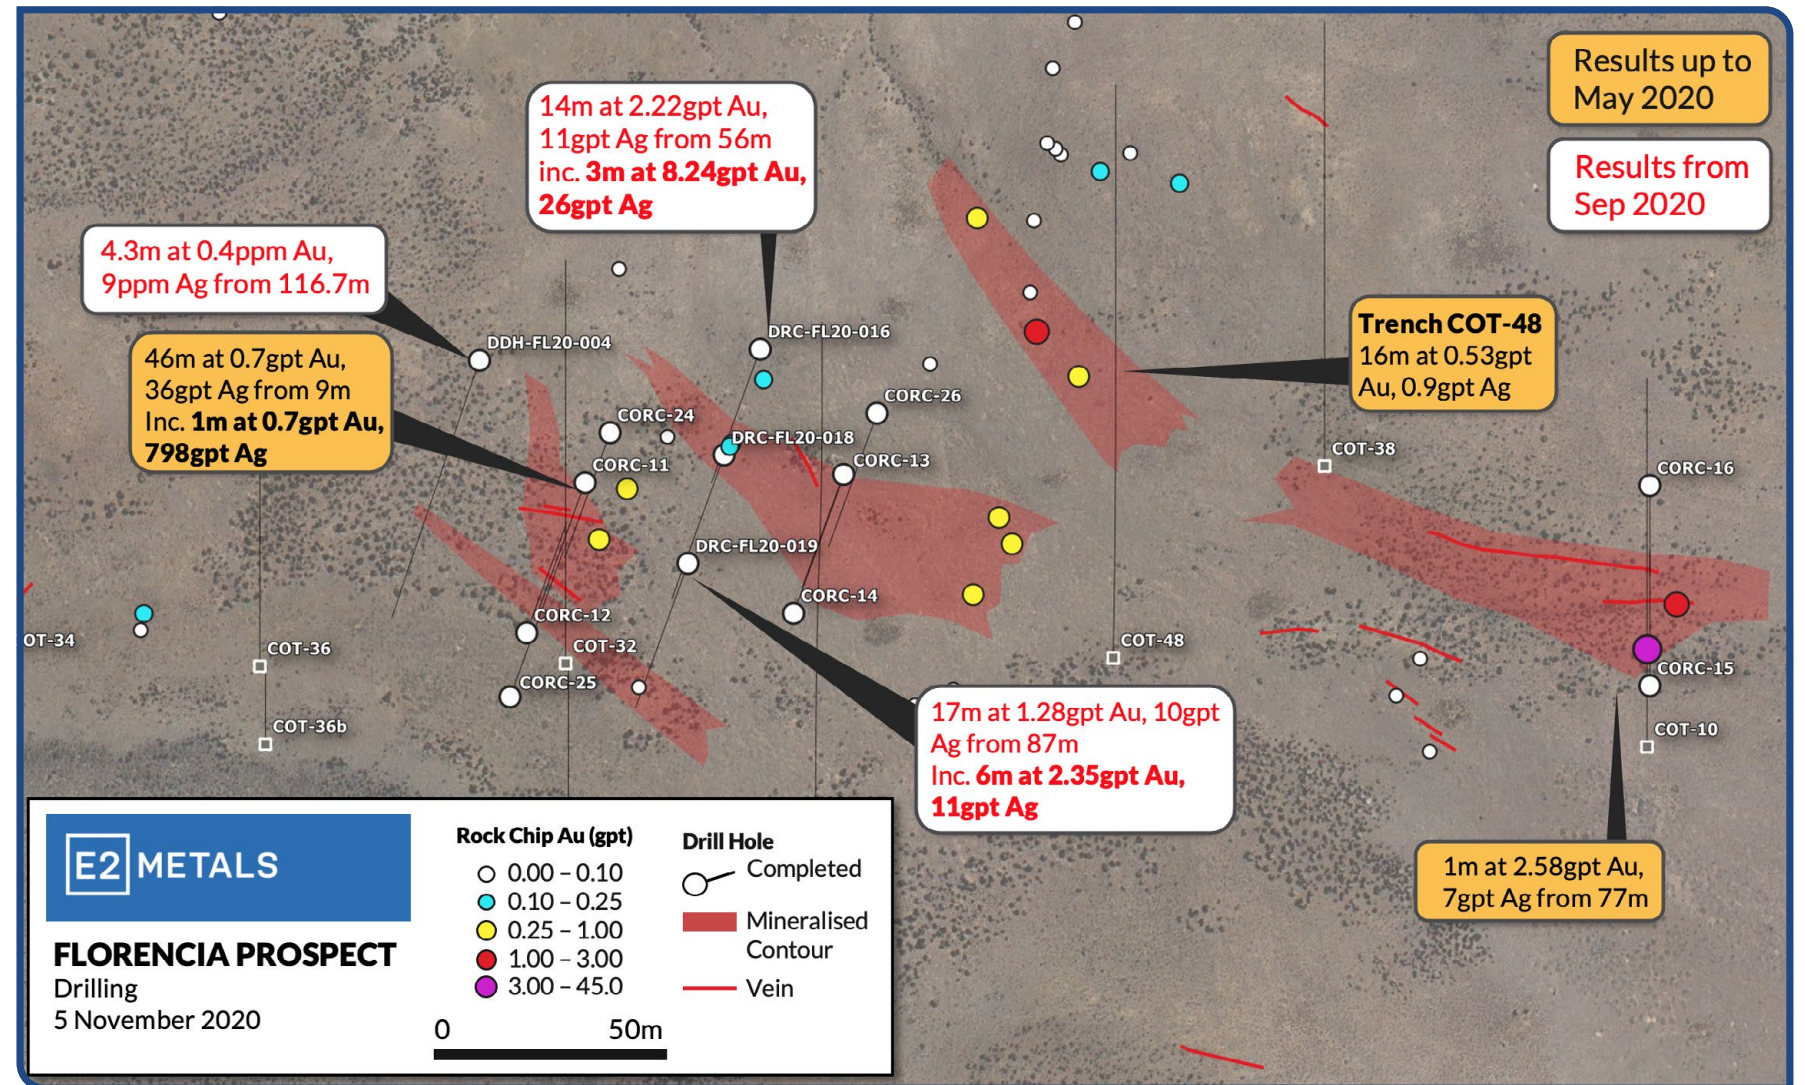 Results up to
May 2020
Results from
Sep 2020
14m at 2.22gpt Au,
11gpt Ag from 56m
inc. 3m at 8.24gpt Au,
26gpt Ag
4.3m at 0.4ppm Au,
9ppm Ag from 116.7m
46m at 0.7gpt Au,
36gpt Ag from 9m
Inc. 1m at 0.7gpt Au,
798gpt Ag
Trench COT-48
16m at 0.53gpt
Au, 0.9gpt Ag
DDH-FL20-004
DRC-FL20-016
CORC-24
CORC-26
DRC-FL20-018
CORC-11
CORC-13
COT-38
CORC-16
DRC-FL20-019
CORC-12
CORC-14
OT-34
COT-36
COT-32
COT-48
CORC-15
CORC-25
COT-36b
COT-10
17m at 1.28gpt Au, 10gpt
Ag from 87m
Inc. 6m at 2.35gpt Au,
11gpt Ag
1m at 2.58gpt Au,
7gpt Ag from 77m
E2 METALS
FLORENCIA PROSPECT
Drilling
5 November 2020
Rock Chip Au (gpt)
0.00 – 0.10
0.10 – 0.25
0.25 – 1.00
1.00 – 3.00
3.00 – 45.0
Drill Hole
Completed
Mineralised
Contour
Vein
0 50m